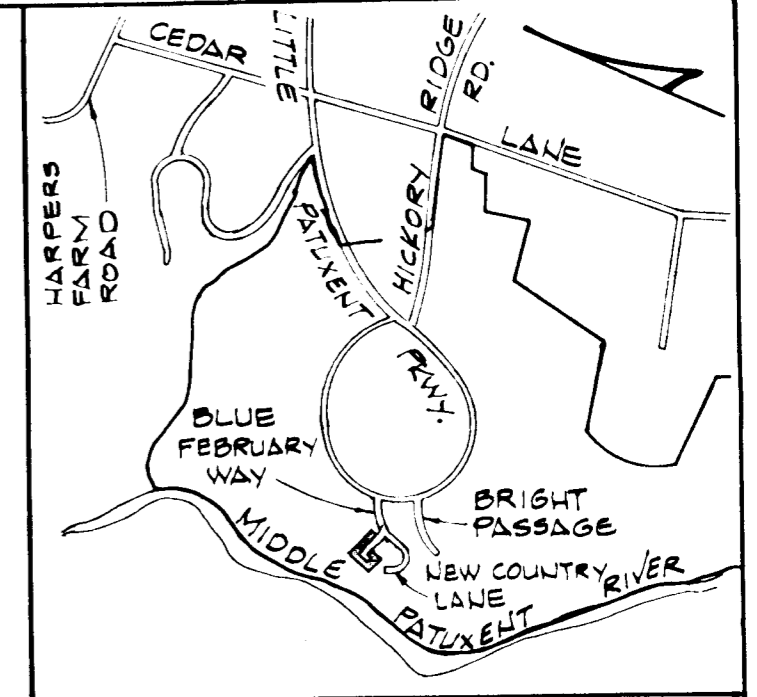 CEDAR
LITTLE
RIDGE
RD.
LANE
HARPERS
FARM
ROAD
PATUXENT
HICKORY
PKWY.
BLUE
FEBRUARY
WAY
BRIGHT
PASSAGE
MIDDLE
NEW COUNTRY
LANE
RIVER
PATUXENT